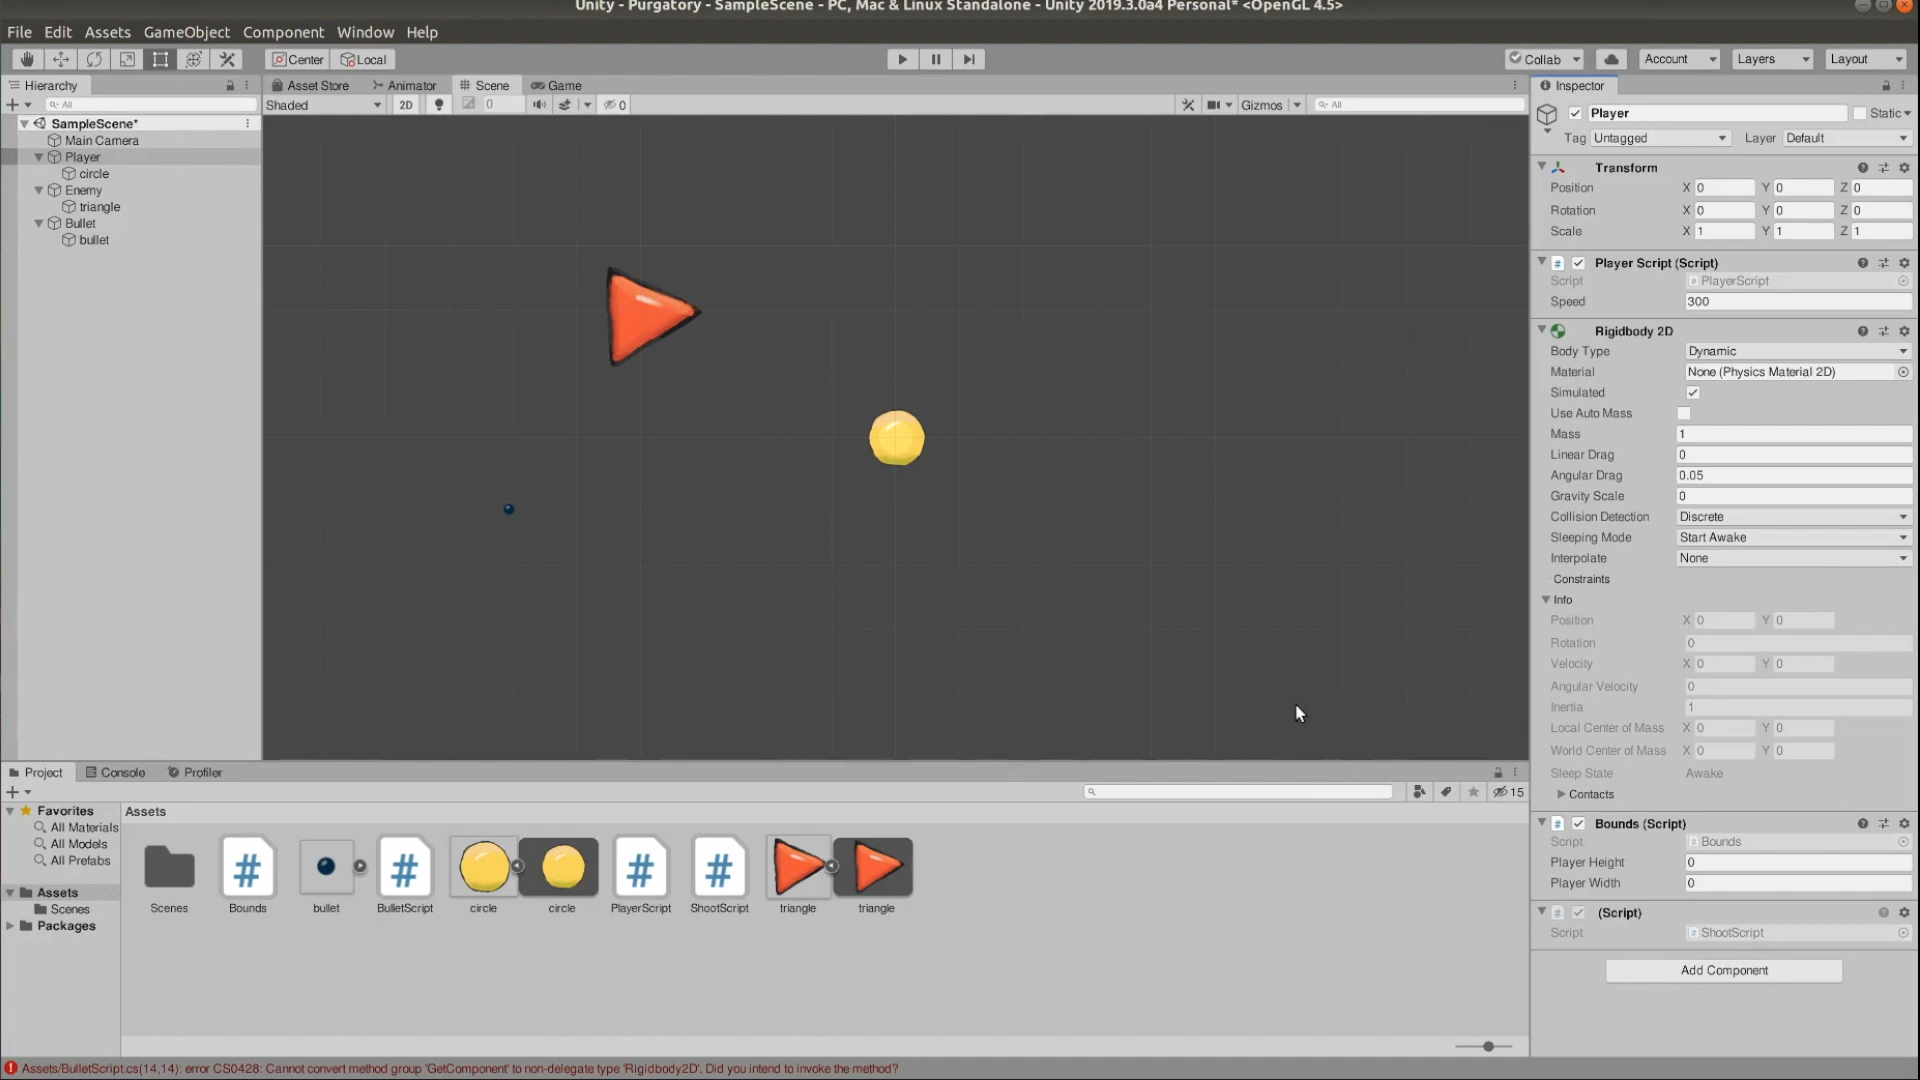 Unity - Purgatory - SampleScene - PC, Mac & Linux Standalone - Unity 2019.3.0a4 Personal* <OpenGL 4.5>
File Edit Assets GameObject Component Window Help
Center Local Collab Account Layers Layout
Hierarchy
All
SampleScene*
Main Camera
Player
circle
Enemy
triangle
Bullet
bullet
Asset Store Animator Scene Game
Shaded 2D 0 0 Gizmos All
Inspector
Player Static
Tag Untagged Layer Default
Transform
Position X 0 Y 0 Z 0
Rotation X 0 Y 0 Z 0
Scale X 1 Y 1 Z 1
# Player Script (Script)
Script PlayerScript
Speed 300
Rigidbody 2D
Body Type Dynamic
Material None (Physics Material 2D)
Simulated
Use Auto Mass
Mass 1
Linear Drag 0
Angular Drag 0.05
Gravity Scale 0
Collision Detection Discrete
Sleeping Mode Start Awake
Interpolate None
Constraints
Info
Position X 0 Y 0
Rotation 0
Velocity X 0 Y 0
Angular Velocity 0
Inertia 1
Local Center of Mass X 0 Y 0
World Center of Mass X 0 Y 0
Sleep State Awake
Contacts
# Bounds (Script)
Script Bounds
Player Height 0
Player Width 0
# (Script)
Script ShootScript
Add Component
Project Console Profiler
15
Favorites
All Materials
All Models
All Prefabs
Assets
Scenes
Packages
Assets
# # # #
Scenes Bounds bullet BulletScript circle circle PlayerScript ShootScript triangle triangle
Assets/BulletScript.cs(14,14): error CS0428: Cannot convert method group 'GetComponent' to non-delegate type 'Rigidbody2D'. Did you intend to invoke the method?